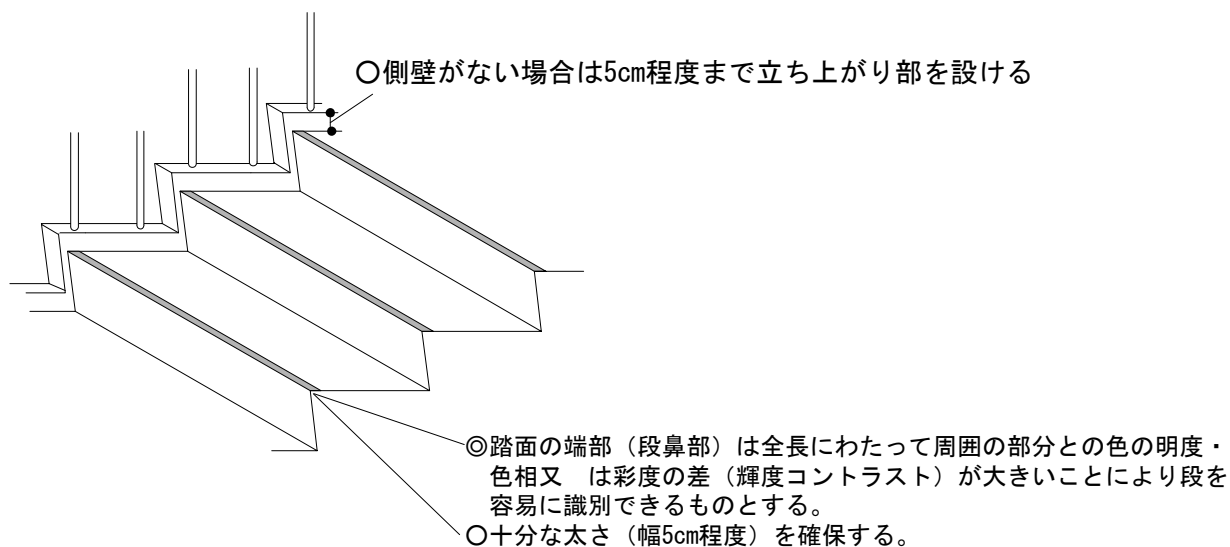 ○側壁がない場合は5cm程度まで立ち上がり部を設ける
◎踏面の端部（段鼻部）は全長にわたって周囲の部分との色の明度・
色相又　は彩度の差（輝度コントラスト）が大きいことにより段を
容易に識別できるものとする。
○十分な太さ（幅5cm程度）を確保する。